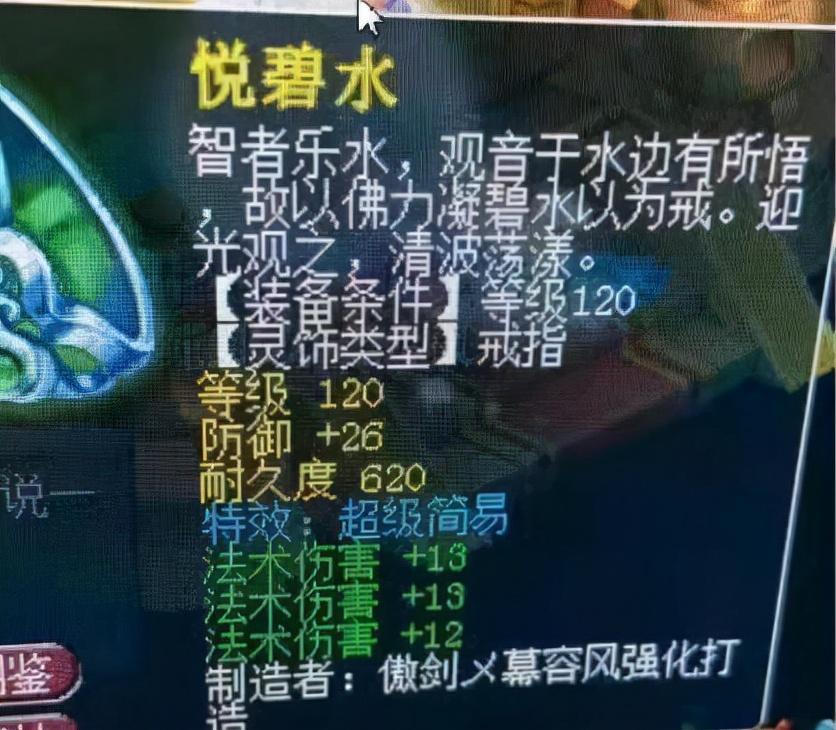 悦碧水
智者乐水，观音于水边有所悟
，故以佛力凝碧水以为戒。迎
光观之，清波荡漾。
【装备条件】等级120
【灵饰类型】戒指
等级 120
防御 +26
耐久度 620
特效：超级简易
法术伤害 +13
法术伤害 +13
法术伤害 +12
制造者：傲剑乂慕容风强化打
造
说
鉴